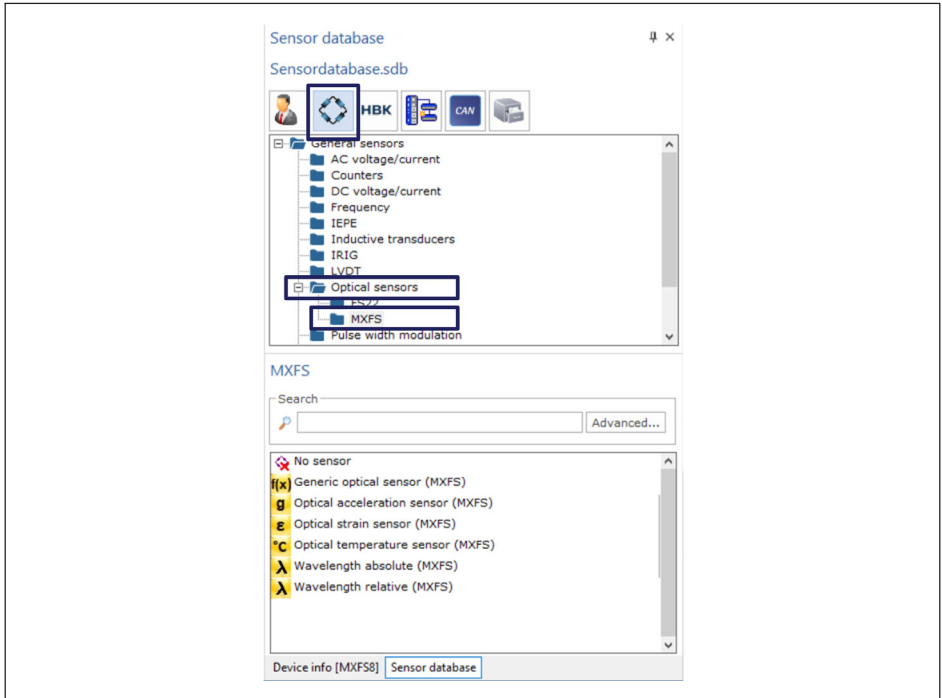 Sensor database
Sensordatabase.sdb
HBK
CAN
General sensors
AC voltage/current
Counters
DC voltage/current
Frequency
IEPE
Inductive transducers
IRIG
LVDT
Optical sensors
FS22
MXFS
Pulse width modulation
MXFS
Search
Advanced...
No sensor
f(x) Generic optical sensor (MXFS)
g Optical acceleration sensor (MXFS)
ε Optical strain sensor (MXFS)
°C Optical temperature sensor (MXFS)
λ Wavelength absolute (MXFS)
λ Wavelength relative (MXFS)
Device info [MXFS8] Sensor database